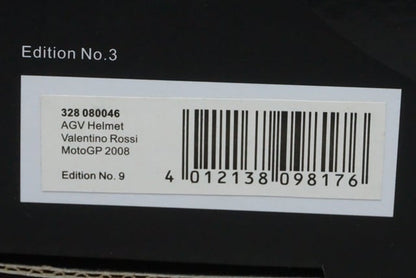 Edition No.3
328 080046
AGV Helmet
Valentino Rossi
MotoGP 2008
Edition No. 9
4 012138 098176